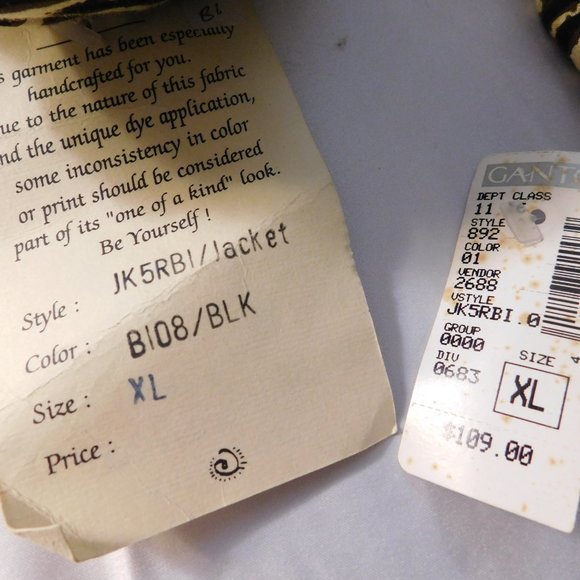 BI
s garment has been especially
handcrafted for you.
ue to the nature of this fabric
nd the unique dye application,
some inconsistency in color
or print should be considered
part of its "one of a kind" look.
Be Yourself !
Style : JK5RBI/Jacket
Color : BI08/BLK
Size : XL
Price :
GANT
DEPT CLASS
11
STYLE
892
COLOR
01
VENDOR
2688
VSTYLE
JK5RBI.0
GROUP
0000
DIV
0683
SIZE 4
XL
$109.00